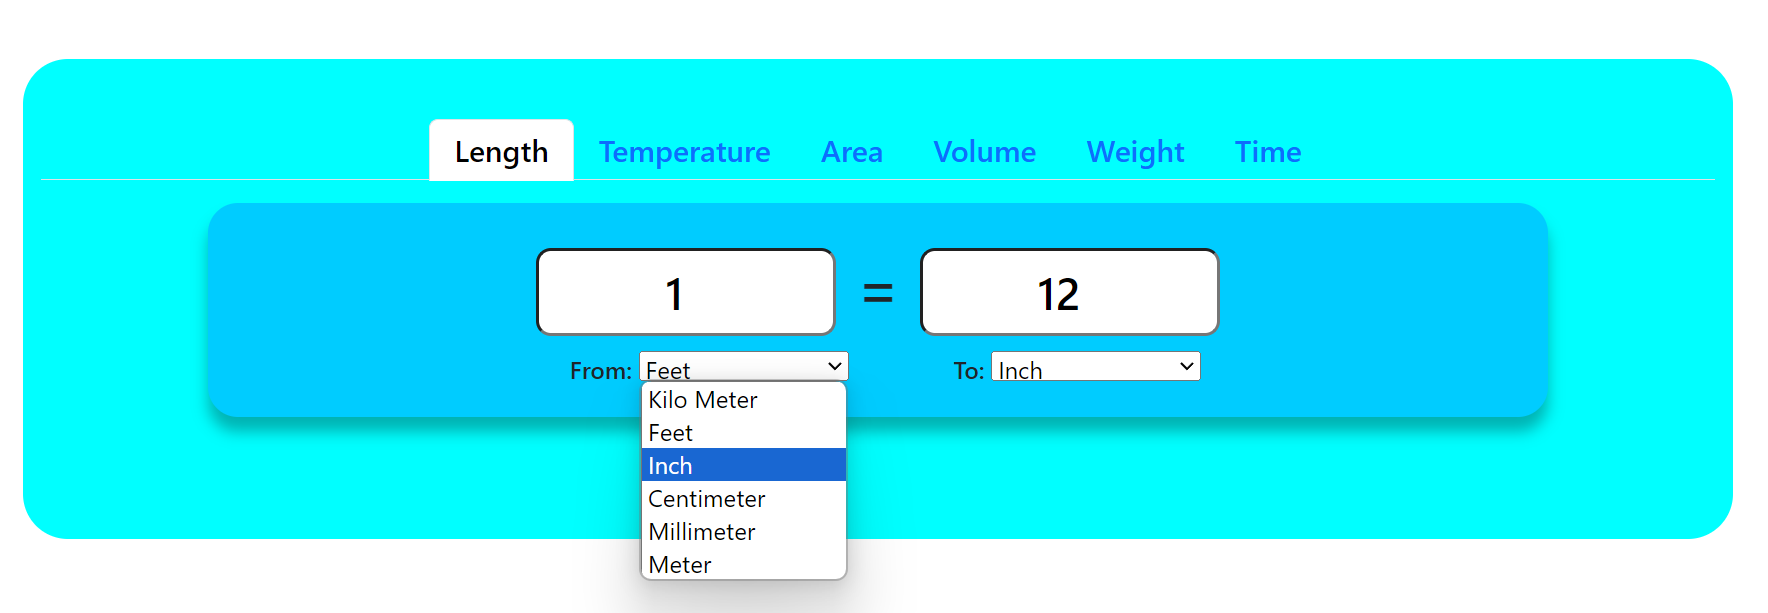 Length Temperature Area Volume Weight Time
1 = 12
From: Feet To: Inch
Kilo Meter
Feet
Inch
Centimeter
Millimeter
Meter